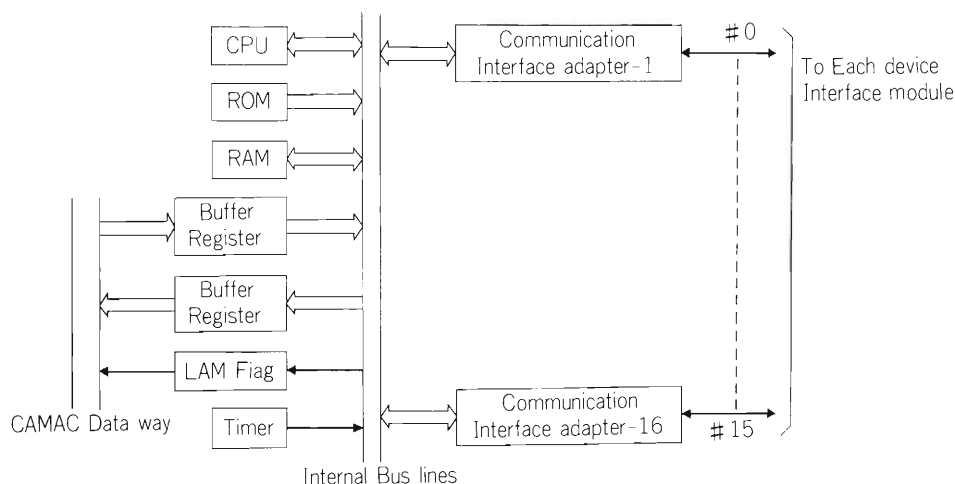 CPU
ROM
RAM
Buffer
Register
Buffer
Register
LAM Fiag
Timer
CAMAC Data way
Internal Bus lines
Communication
Interface adapter-1
#0
To Each device
Interface module
Communication
Interface adapter-16
#15